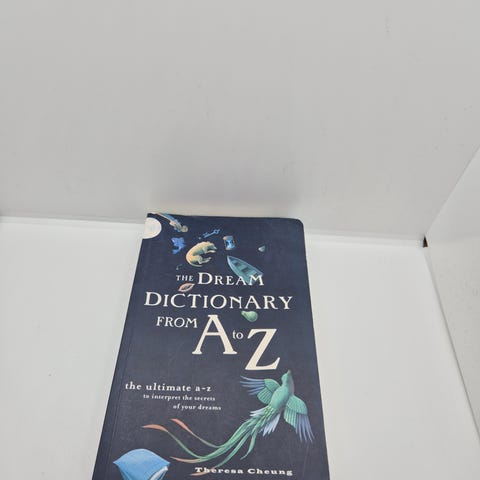 THE DREAM
DICTIONARY
FROM A to Z
the ultimate a-z
to interpret the secrets
of your dreams
Theresa Cheung